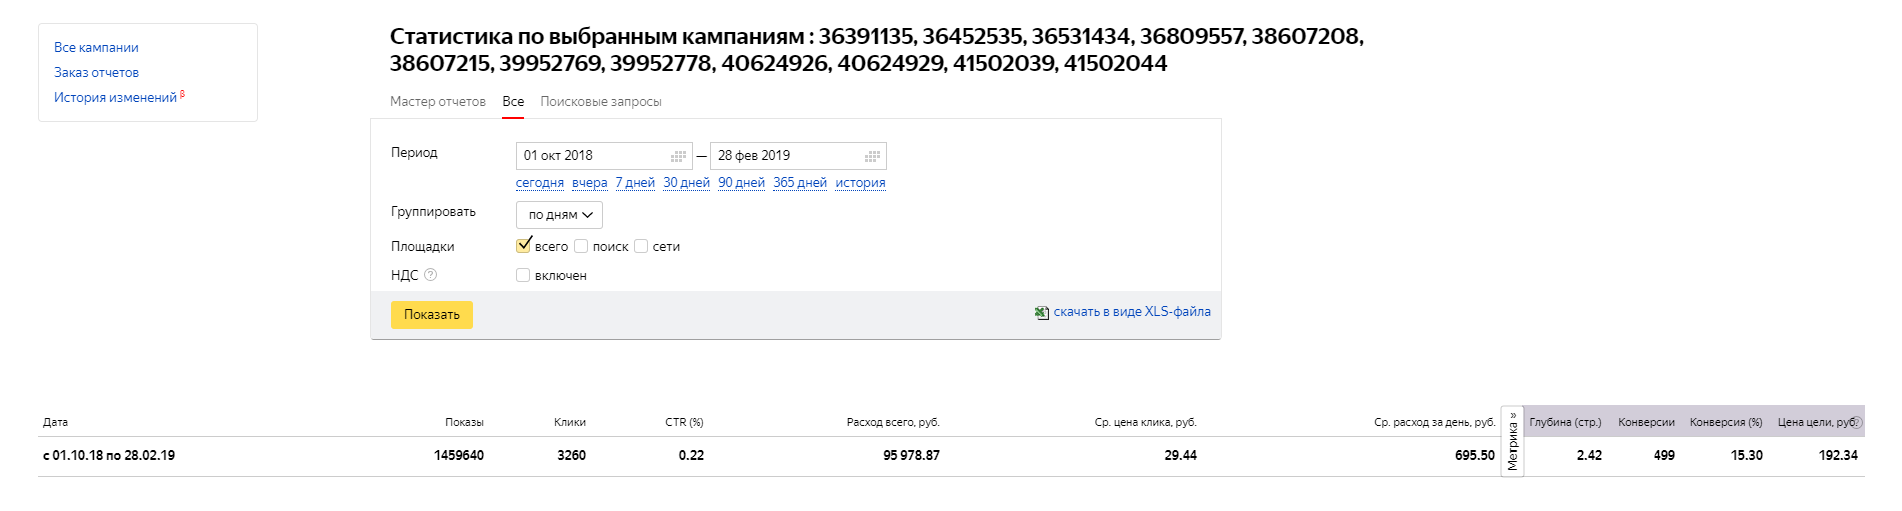 Все кампании
Заказ отчетов
История изменений β
Статистика по выбранным кампаниям : 36391135, 36452535, 36531434, 36809557, 38607208,
38607215, 39952769, 39952778, 40624926, 40624929, 41502039, 41502044
Мастер отчетов Все Поисковые запросы
Период 01 окт 2018 — 28 фев 2019
сегодня вчера 7 дней 30 дней 90 дней 365 дней история
Группировать по дням
Площадки всего поиск сети
НДС ? включен
Показать скачать в виде XLS-файла
Дата Показы Клики CTR (%) Расход всего, руб. Ср. цена клика, руб. Ср. расход за день, руб. Метрика » Глубина (стр.) Конверсии Конверсия (%) Цена цели, руб. ?
с 01.10.18 по 28.02.19 1459640 3260 0.22 95 978.87 29.44 695.50 2.42 499 15.30 192.34